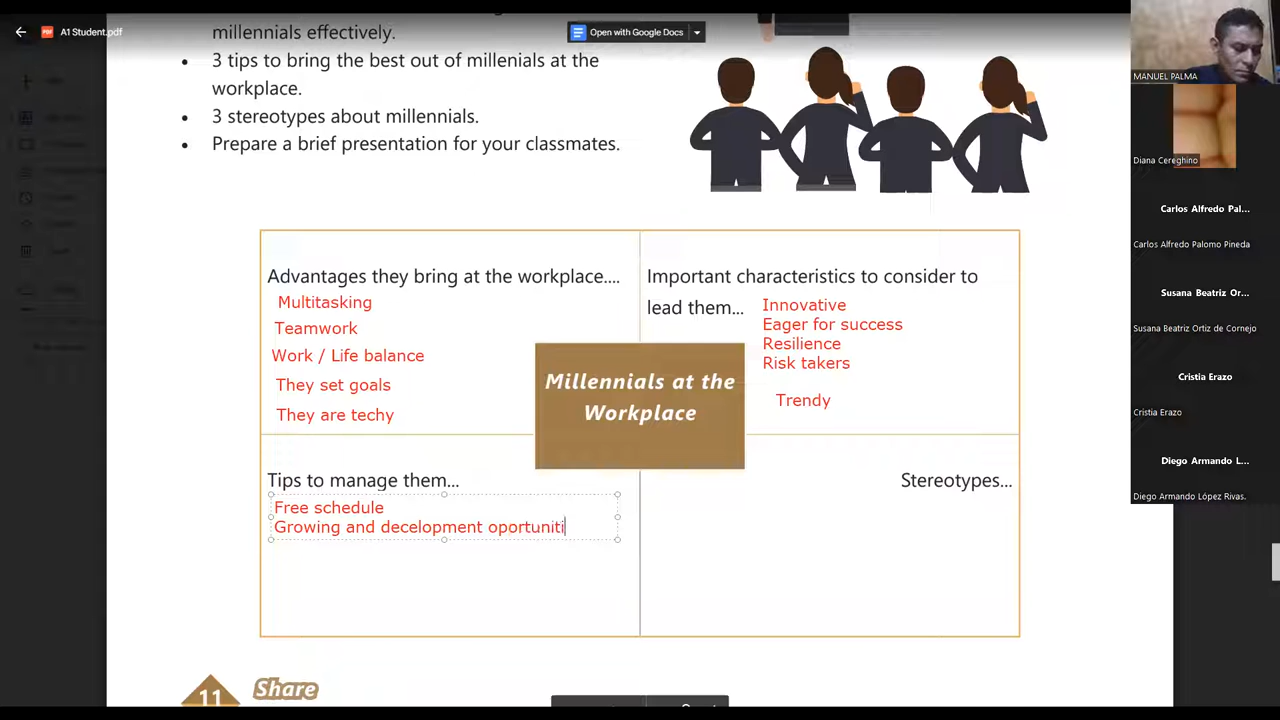 A1 Student.pdf
Open with Google Docs
millennials effectively.
3 tips to bring the best out of millenials at the
workplace.
3 stereotypes about millennials.
Prepare a brief presentation for your classmates.
Advantages they bring at the workplace....
Multitasking
Teamwork
Work / Life balance
They set goals
They are techy
Important characteristics to consider to
lead them...
Innovative
Eager for success
Resilience
Risk takers
Trendy
Millennials at the
Workplace
Tips to manage them...
Free schedule
Growing and decelopment oportuniti
Stereotypes...
11
Share
MANUEL PALMA
Diana Cereghino
Carlos Alfredo Pal...
Carlos Alfredo Palomo Pineda
Susana Beatriz Or...
Susana Beatriz Ortiz de Cornejo
Cristia Erazo
Cristia Erazo
Diego Armando L...
Diego Armando López Rivas.